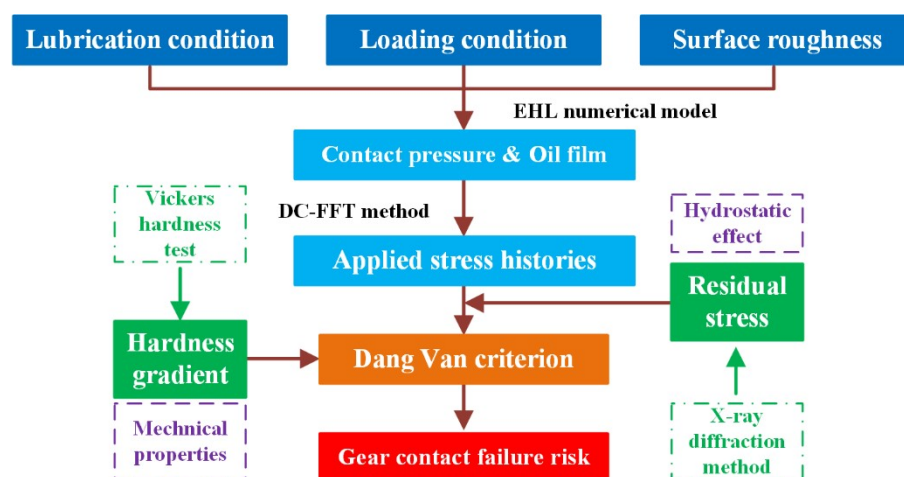 Lubrication condition
Loading condition
Surface roughness
EHL numerical model
Contact pressure & Oil film
Vickers
hardness
test
DC-FFT method
Hydrostatic
effect
Applied stress histories
Residual
stress
Hardness
gradient
Dang Van criterion
Mechnical
properties
Gear contact failure risk
X-ray
diffraction
method